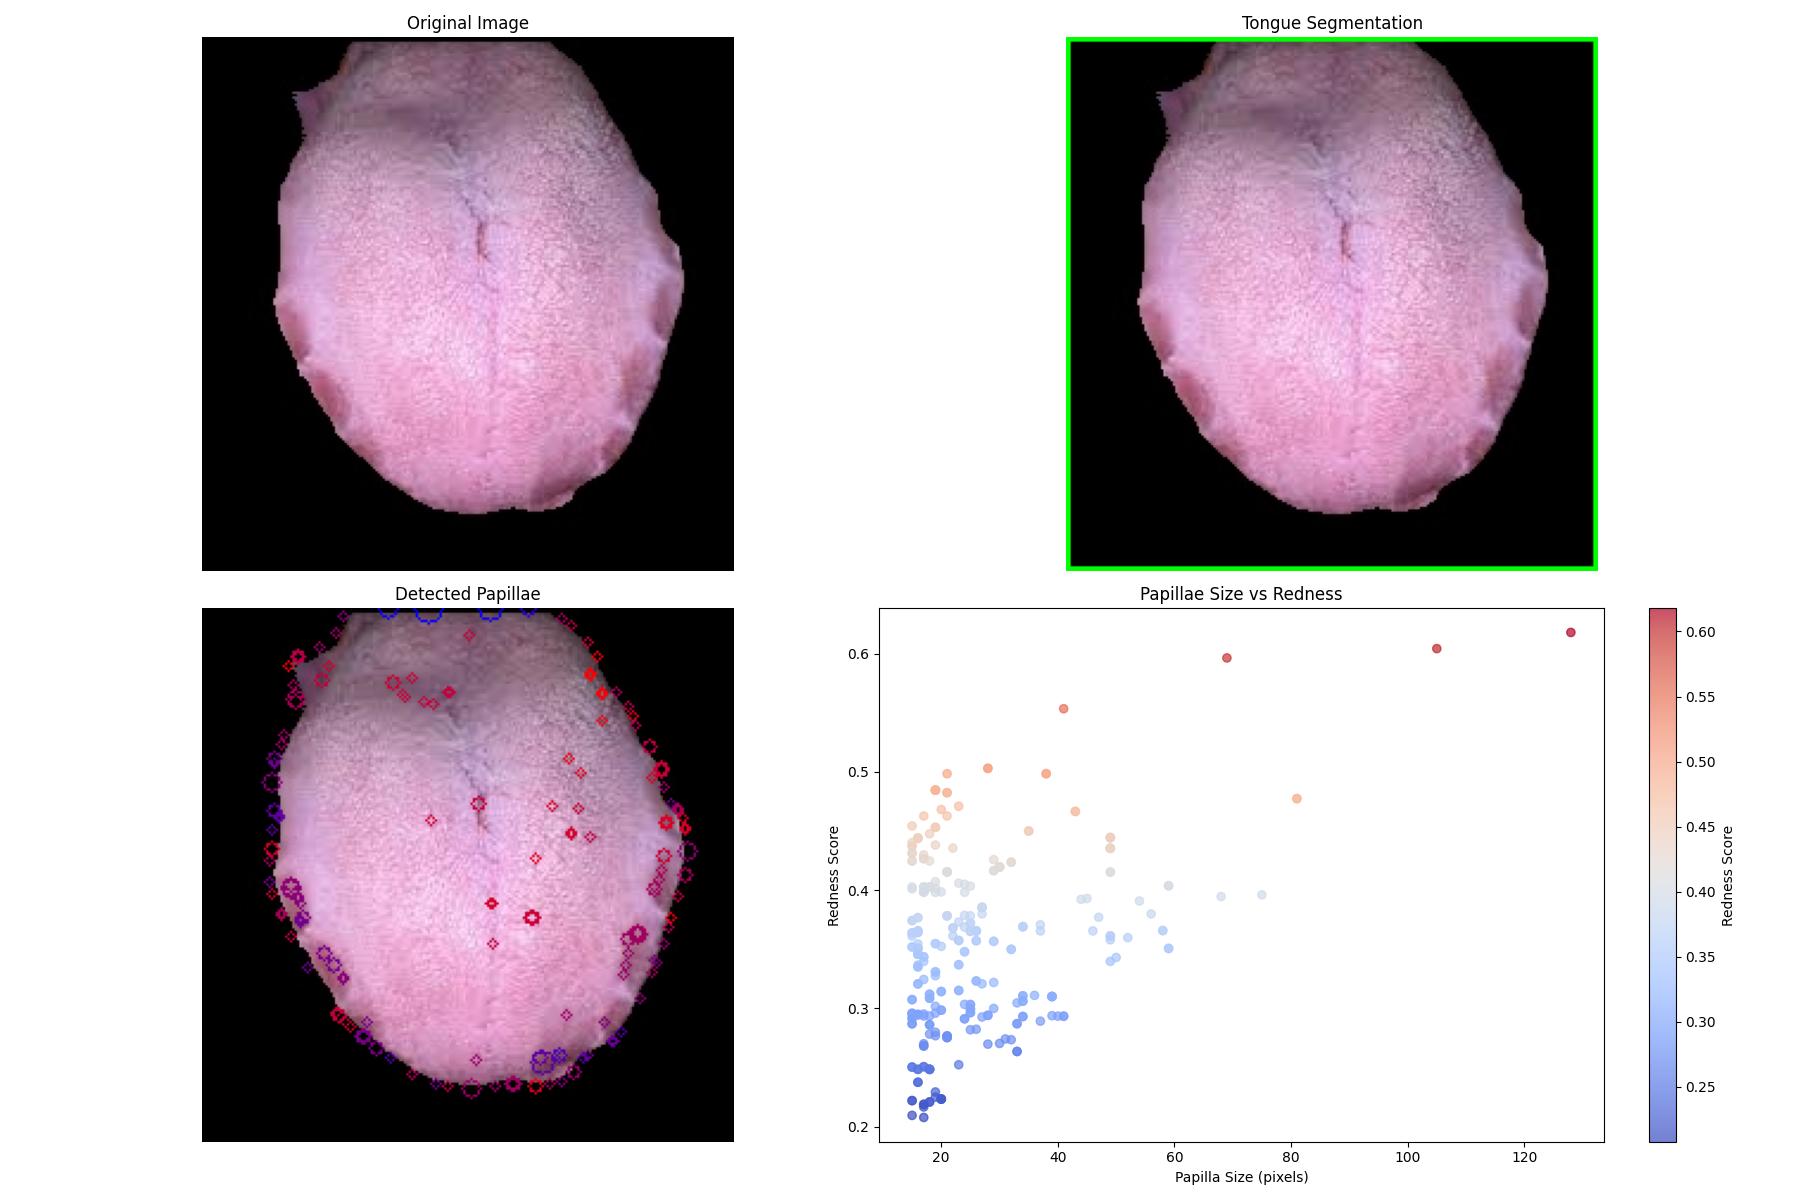 Original Image
Tongue Segmentation
Detected Papillae
Papillae Size vs Redness
0.6
0.5
0.4
0.3
0.2
Redness Score
20
40
60
80
100
120
Papilla Size (pixels)
0.60
0.55
0.50
0.45
0.40
0.35
0.30
0.25
Redness Score